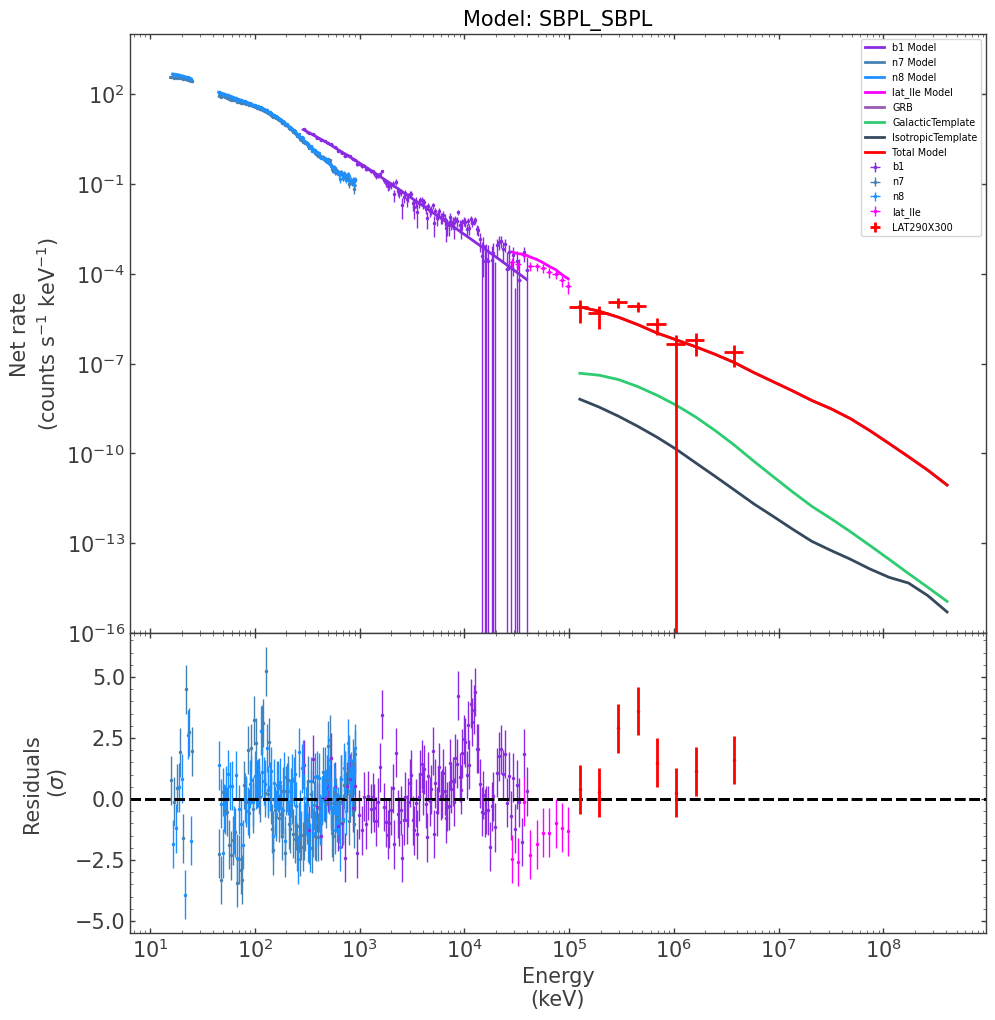 Model: SBPL_SBPL
b1 Model
n7 Model
n8 Model
lat_lle Model
GRB
GalacticTemplate
IsotropicTemplate
Total Model
b1
n7
n8
lat_lle
LAT290X300
10²
10⁻¹
10⁻⁴
10⁻⁷
10⁻¹⁰
10⁻¹³
10⁻¹⁶
Net rate
(counts s⁻¹ keV⁻¹)
5.0
2.5
0.0
−2.5
−5.0
Residuals
(σ)
10¹ 10² 10³ 10⁴ 10⁵ 10⁶ 10⁷ 10⁸
Energy
(keV)